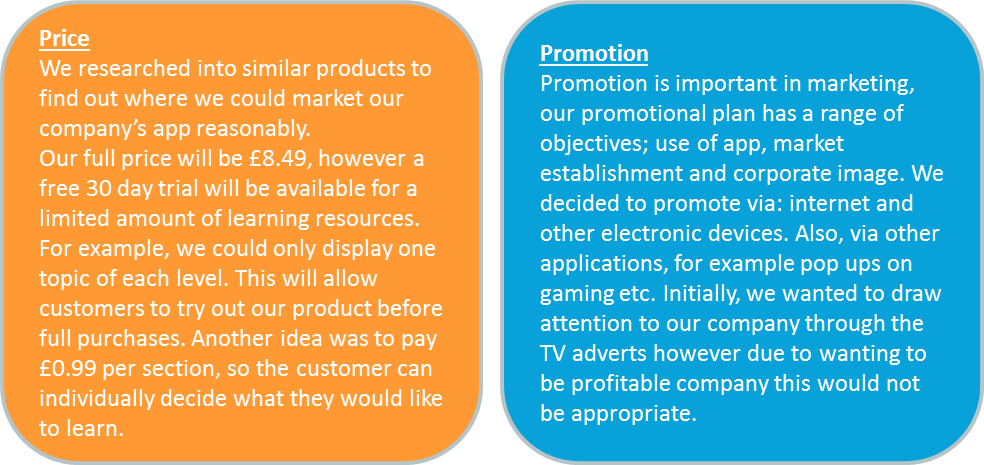 Price
We researched into similar products to
find out where we could market our
company’s app reasonably.
Our full price will be £8.49, however a
free 30 day trial will be available for a
limited amount of learning resources.
For example, we could only display one
topic of each level. This will allow
customers to try out our product before
full purchases. Another idea was to pay
£0.99 per section, so the customer can
individually decide what they would like
to learn.
Promotion
Promotion is important in marketing,
our promotional plan has a range of
objectives; use of app, market
establishment and corporate image. We
decided to promote via: internet and
other electronic devices. Also, via other
applications, for example pop ups on
gaming etc. Initially, we wanted to draw
attention to our company through the
TV adverts however due to wanting to
be profitable company this would not
be appropriate.